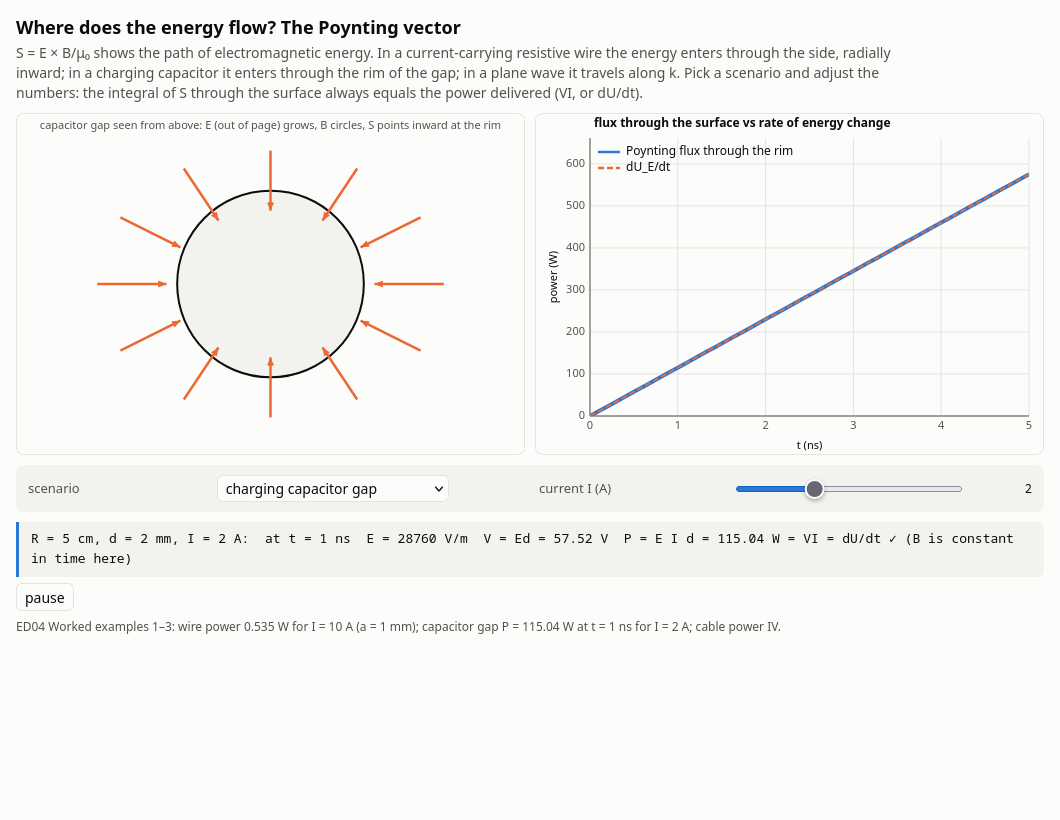 Where does the energy flow? The Poynting vector
S = E × B/μ₀ shows the path of electromagnetic energy. In a current-carrying resistive wire the energy enters through the side, radially
inward; in a charging capacitor it enters through the rim of the gap; in a plane wave it travels along k. Pick a scenario and adjust the
numbers: the integral of S through the surface always equals the power delivered (VI, or dU/dt).
capacitor gap seen from above: E (out of page) grows, B circles, S points inward at the rim
flux through the surface vs rate of energy change
Poynting flux through the rim
dU_E/dt
600
500
400
300
200
100
0
power (W)
0 1 2 3 4 5
t (ns)
scenario
charging capacitor gap
current I (A)
2
R = 5 cm, d = 2 mm, I = 2 A: at t = 1 ns E = 28760 V/m V = Ed = 57.52 V P = E I d = 115.04 W = VI = dU/dt ✓ (B is constant
in time here)
pause
ED04 Worked examples 1–3: wire power 0.535 W for I = 10 A (a = 1 mm); capacitor gap P = 115.04 W at t = 1 ns for I = 2 A; cable power IV.